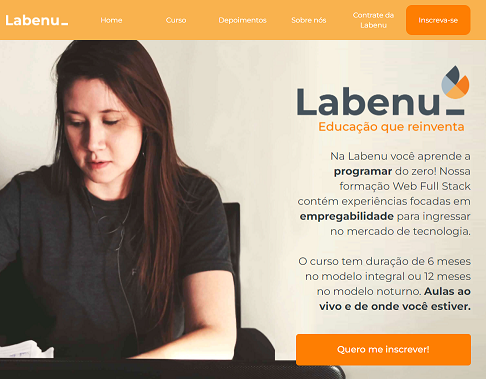 Labenu_
Home
Curso
Depoimentos
Sobre nós
Contrate da
Labenu
Inscreva-se
Labenu_
Educação que reinventa
Na Labenu você aprende a
programar do zero! Nossa
formação Web Full Stack
contém experiências focadas em
empregabilidade para ingressar
no mercado de tecnologia.
O curso tem duração de 6 meses
no modelo integral ou 12 meses
no modelo noturno. Aulas ao
vivo e de onde você estiver.
Quero me inscrever!